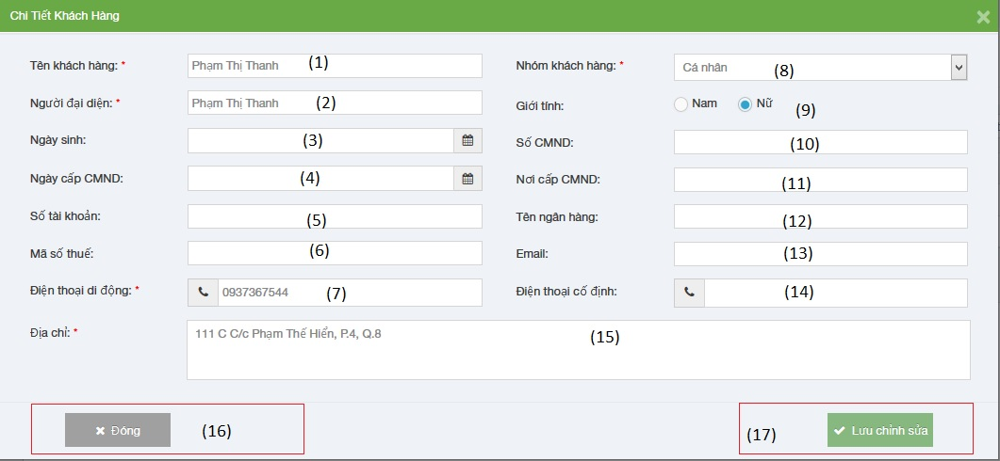 Chi Tiết Khách Hàng
Tên khách hàng: * Phạm Thị Thanh (1) Nhóm khách hàng: * Cá nhân (8)
Người đại diện: * Phạm Thị Thanh (2) Giới tính: Nam Nữ (9)
Ngày sinh: (3) Số CMND: (10)
Ngày cấp CMND: (4) Nơi cấp CMND: (11)
Số tài khoản: (5) Tên ngân hàng: (12)
Mã số thuế: (6) Email: (13)
Điện thoại di động: * 0937367544 (7) Điện thoại cố định: (14)
Địa chỉ: * 111 C C/c Phạm Thế Hiển, P.4, Q.8 (15)
Đóng (16) (17) Lưu chỉnh sửa